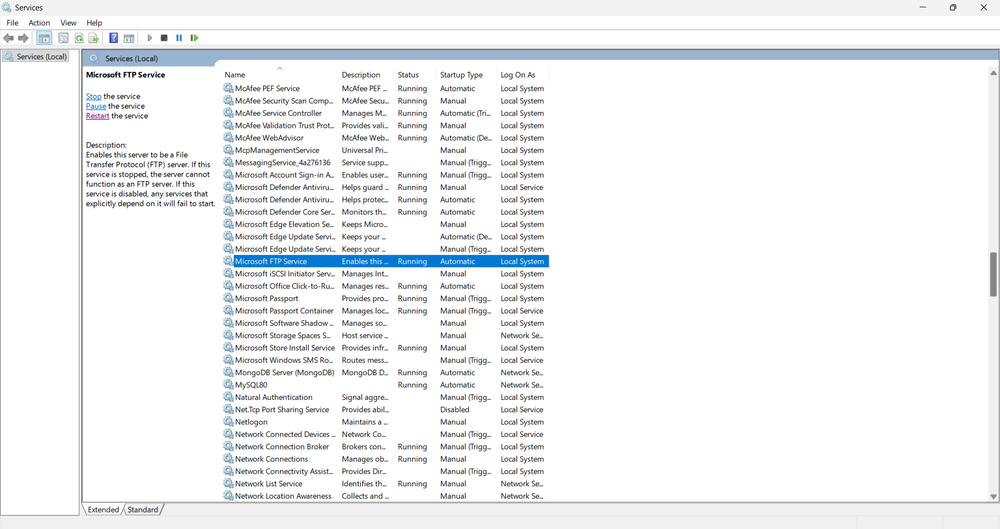 Services
File Action View Help
Services (Local)
Services (Local)
Microsoft FTP Service
Stop the service
Pause the service
Restart the service
Description:
Enables this server to be a File
Transfer Protocol (FTP) server. If this
service is stopped, the server cannot
function as an FTP server. If this
service is disabled, any services that
explicitly depend on it will fail to start.
Name Description Status Startup Type Log On As
McAfee PEF Service McAfee PEF ... Running Automatic Local System
McAfee Security Scan Comp... McAfee Secu... Running Manual Local System
McAfee Service Controller Manages M... Running Automatic (Tri... Local System
McAfee Validation Trust Prot... Provides vali... Running Manual Local System
McAfee WebAdvisor McAfee Web... Running Automatic (De... Local System
McpManagementService Universal Pri... Manual Local System
MessagingService_4a276136 Service supp... Manual (Trigg... Local System
Microsoft Account Sign-in A... Enables user... Running Manual (Trigg... Local System
Microsoft Defender Antiviru... Helps guard ... Running Manual Local Service
Microsoft Defender Antiviru... Helps protec... Running Automatic Local System
Microsoft Defender Core Ser... Monitors th... Running Automatic Local System
Microsoft Edge Elevation Se... Keeps Micro... Manual Local System
Microsoft Edge Update Servi... Keeps your ... Automatic (De... Local System
Microsoft Edge Update Servi... Keeps your ... Manual (Trigg... Local System
Microsoft FTP Service Enables this ... Running Automatic Local System
Microsoft iSCSI Initiator Serv... Manages Int... Manual Local System
Microsoft Office Click-to-Ru... Manages res... Running Automatic Local System
Microsoft Passport Provides pro... Running Manual (Trigg... Local System
Microsoft Passport Container Manages loc... Running Manual (Trigg... Local Service
Microsoft Software Shadow ... Manages so... Manual Local System
Microsoft Storage Spaces S... Host service ... Manual Network Se...
Microsoft Store Install Service Provides infr... Running Manual Local System
Microsoft Windows SMS Ro... Routes mess... Manual (Trigg... Local Service
MongoDB Server (MongoDB) MongoDB D... Running Automatic Network Se...
MySQL80 Running Automatic Network Se...
Natural Authentication Signal aggre... Manual (Trigg... Local System
Net.Tcp Port Sharing Service Provides abil... Disabled Local Service
Netlogon Maintains a ... Manual Local System
Network Connected Devices ... Network Co... Manual (Trigg... Local Service
Network Connection Broker Brokers con... Running Manual (Trigg... Local System
Network Connections Manages ob... Running Manual Local System
Network Connectivity Assist... Provides Dir... Manual (Trigg... Local System
Network List Service Identifies th... Running Manual Network Se...
Network Location Awareness Collects and ... Manual Network Se...
Extended Standard